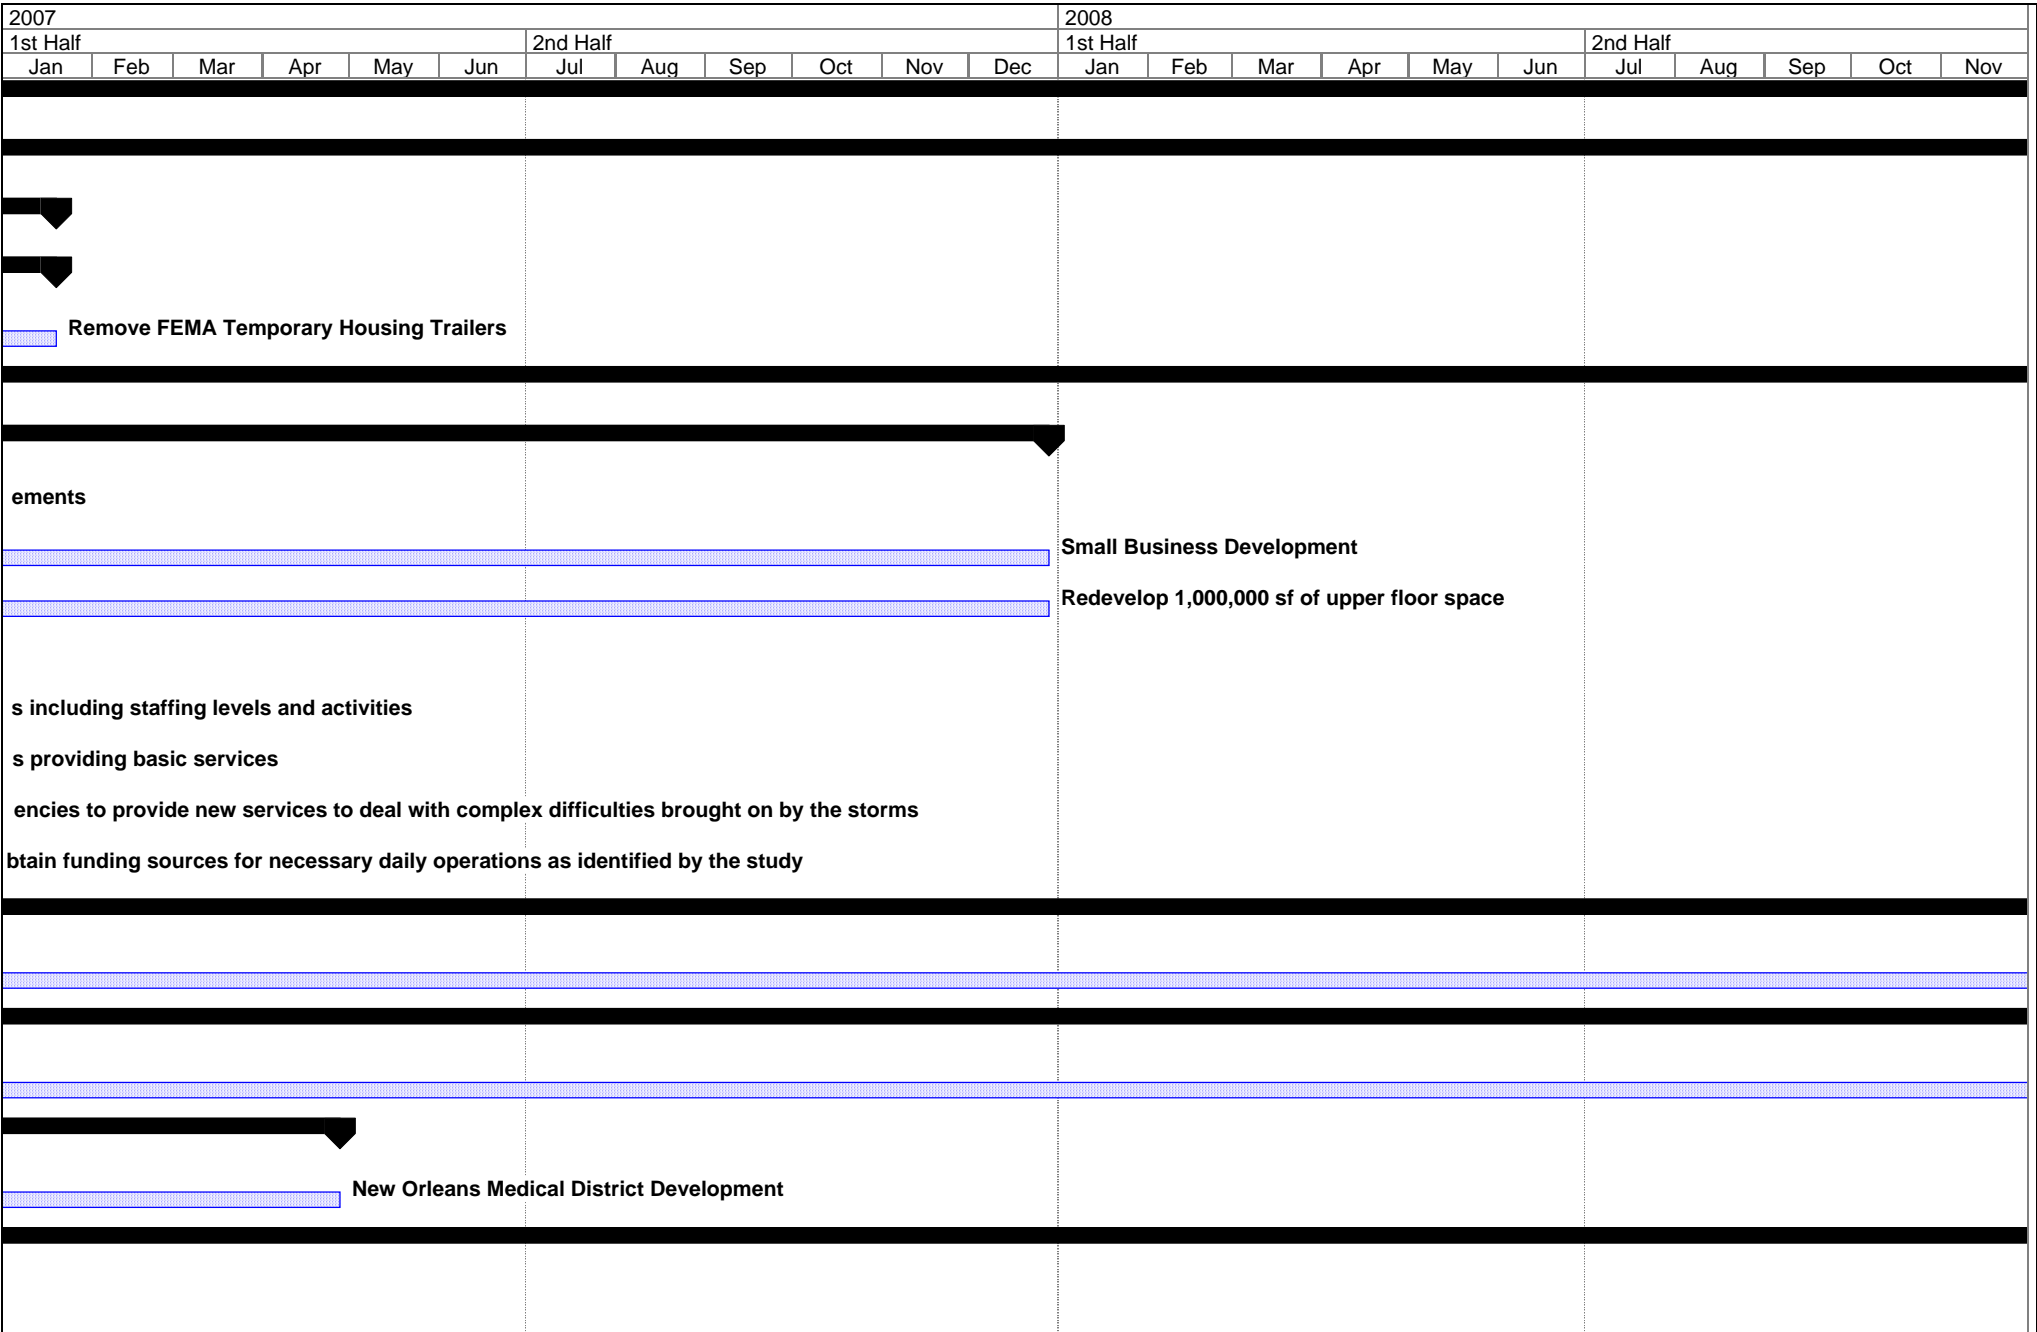 2007 2008
1st Half 2nd Half 1st Half 2nd Half
Jan Feb Mar Apr May Jun Jul Aug Sep Oct Nov Dec Jan Feb Mar Apr May Jun Jul Aug Sep Oct Nov
Remove FEMA Temporary Housing Trailers
ements
Small Business Development
Redevelop 1,000,000 sf of upper floor space
s including staffing levels and activities
s providing basic services
encies to provide new services to deal with complex difficulties brought on by the storms
btain funding sources for necessary daily operations as identified by the study
New Orleans Medical District Development